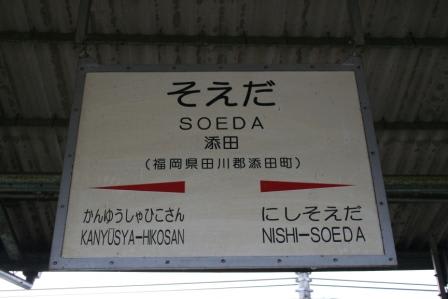 そえだ
SOEDA
添田
（福岡県田川郡添田町）
かんゆうしゃひこさん にしそえだ
KANYŪSYA-HIKOSAN NISHI-SOEDA